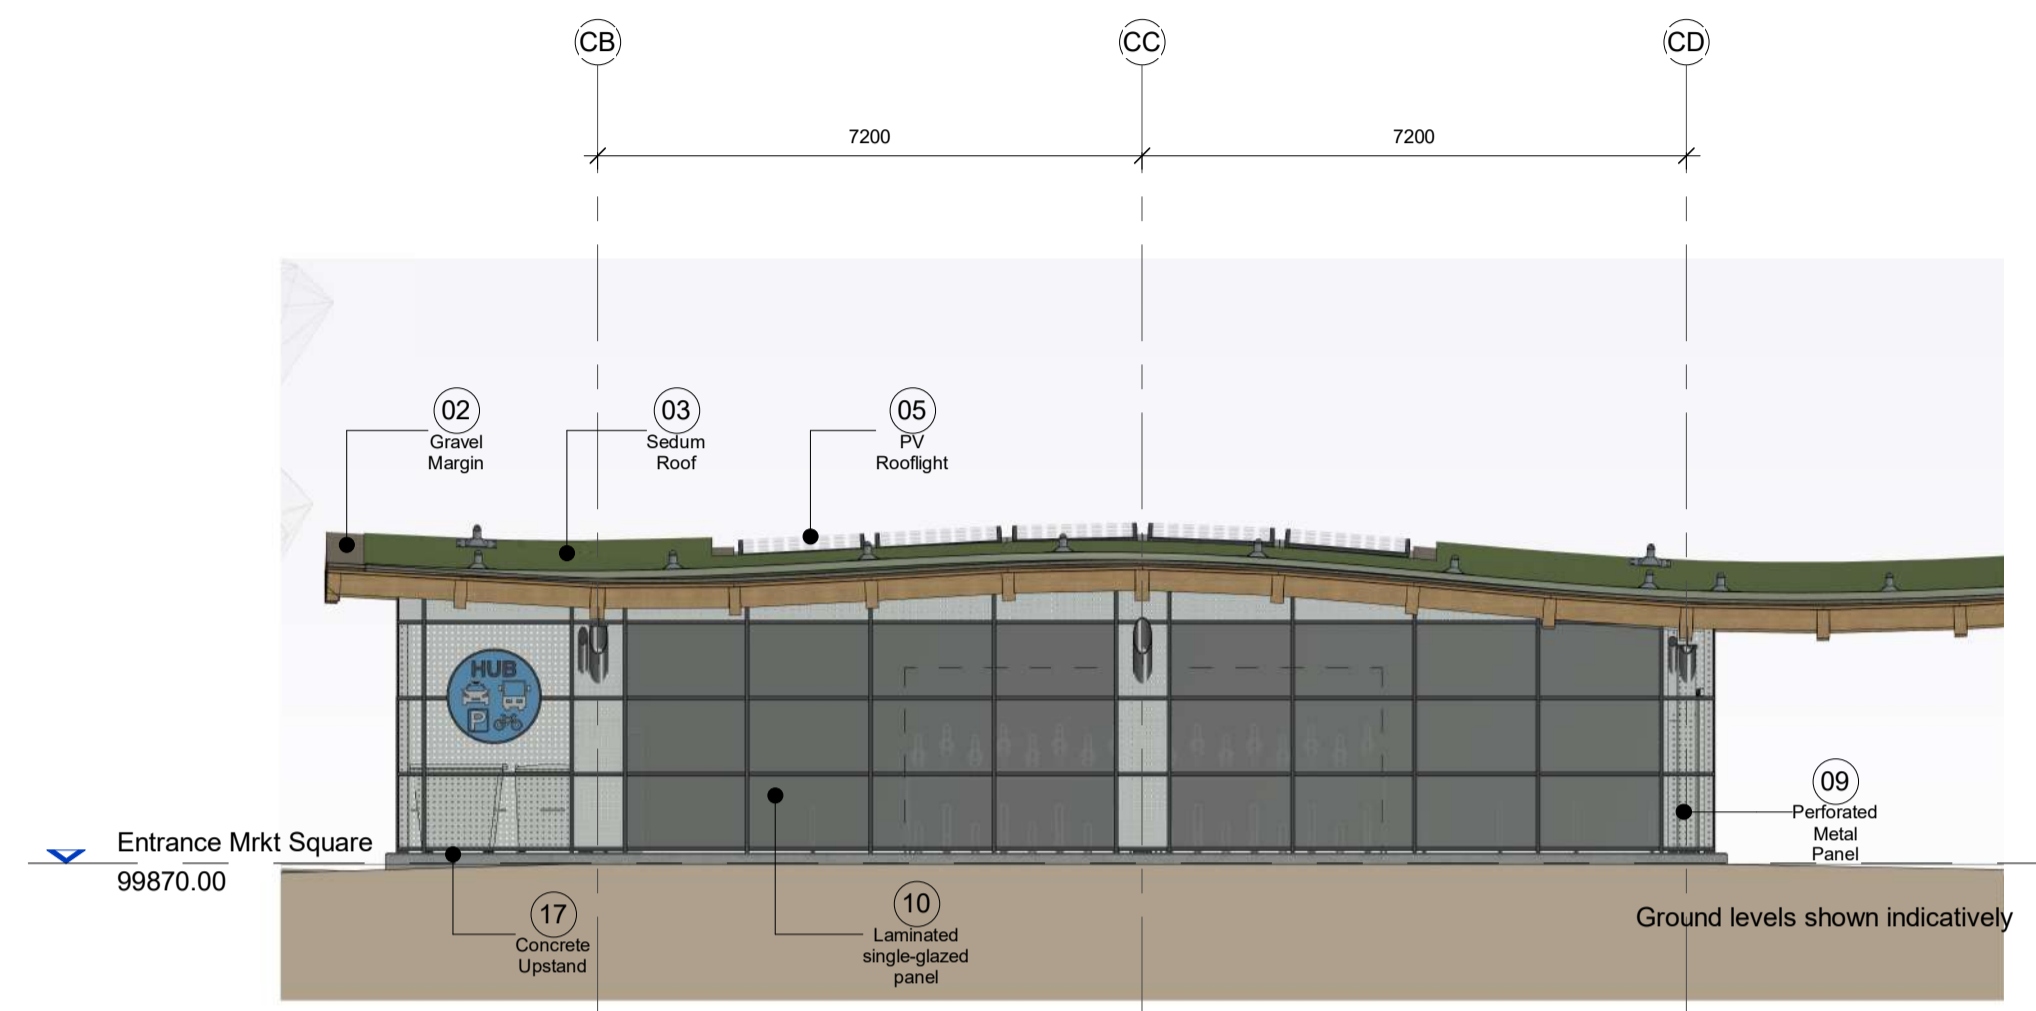 CB
CC
CD
7200
7200
02
Gravel
Margin
03
Sedum
Roof
05
PV
Rooflight
HUB
P
09
Perforated
Metal
Panel
Entrance Mrkt Square
99870.00
17
Concrete
Upstand
10
Laminated
single-glazed
panel
Ground levels shown indicatively